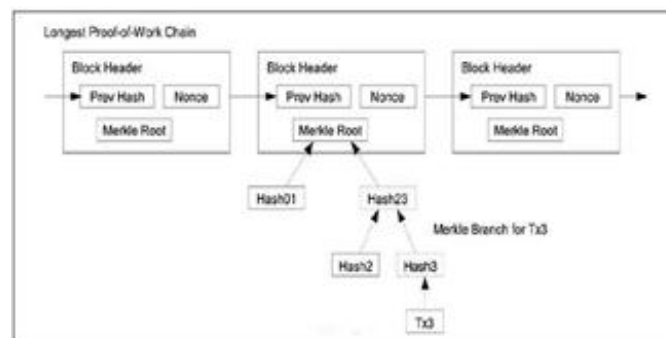 Longest Proof-of-Work Chain
Block Header Block Header Block Header
Prev Hash Nonce Prev Hash Nonce Prev Hash Nonce
Merkle Root Merkle Root Merkle Root
Hash01 Hash23
Merkle Branch for Tx3
Hash2 Hash3
Tx3